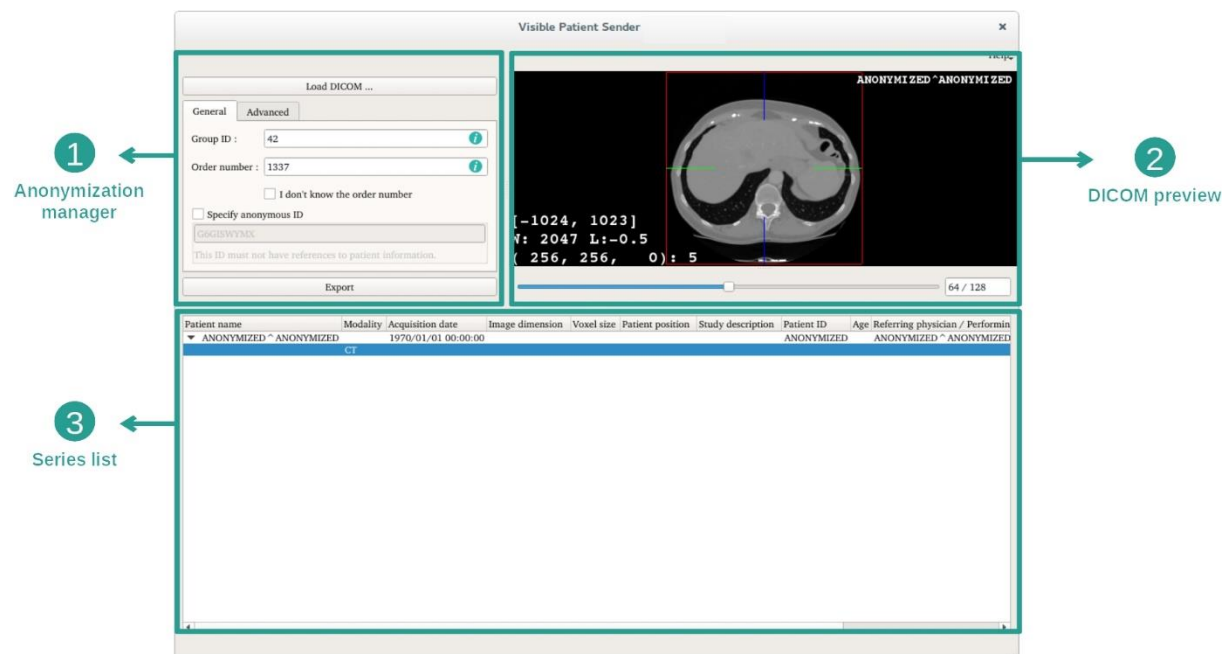 Visible Patient Sender
×
Load DICOM ...
General Advanced
Group ID : 42
Order number : 1337
I don't know the order number
Specify anonymous ID
G6GISWYMX
This ID must not have references to patient information.
Export
1
Anonymization
manager
ANONYMIZED^ANONYMIZED
[-1024, 1023]
W: 2047 L:-0.5
( 256, 256, 0): 5
64 / 128
2
DICOM preview
Patient name Modality Acquisition date Image dimension Voxel size Patient position Study description Patient ID Age Referring physician / Performin
ANONYMIZED ^ ANONYMIZED 1970/01/01 00:00:00 ANONYMIZED ANONYMIZED ^ ANONYMIZED
CT
3
Series list